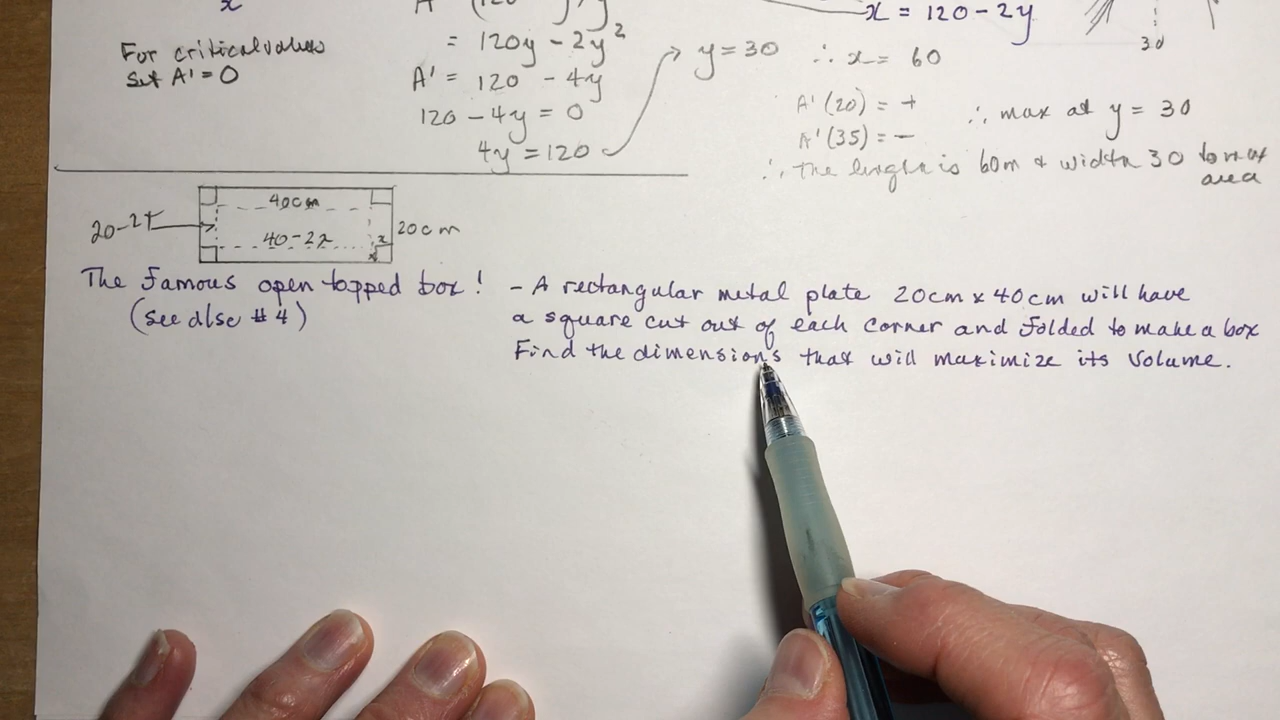 x = 120 - 2y
For critical values
Set A' = 0
= 120y - 2y²
A' = 120 - 4y
120 - 4y = 0
4y = 120
y = 30 ∴ x = 60
30
A'(20) = +
A'(35) = -
∴ max at y = 30
∴ the length is 60m & width 30 to max area
40cm
20-2x
40-2x
x
x
20cm
The famous open topped box!
(see also #4)
- A rectangular metal plate 20cm x 40cm will have
a square cut out of each corner and folded to make a box
Find the dimensions that will maximize its volume.